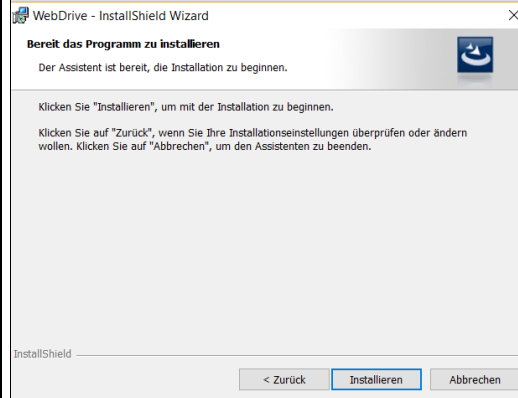 WebDrive - InstallShield Wizard
Bereit das Programm zu installieren
Der Assistent ist bereit, die Installation zu beginnen.
Klicken Sie "Installieren", um mit der Installation zu beginnen.
Klicken Sie auf "Zurück", wenn Sie Ihre Installationseinstellungen überprüfen oder ändern
wollen. Klicken Sie auf "Abbrechen", um den Assistenten zu beenden.
InstallShield
< Zurück Installieren Abbrechen